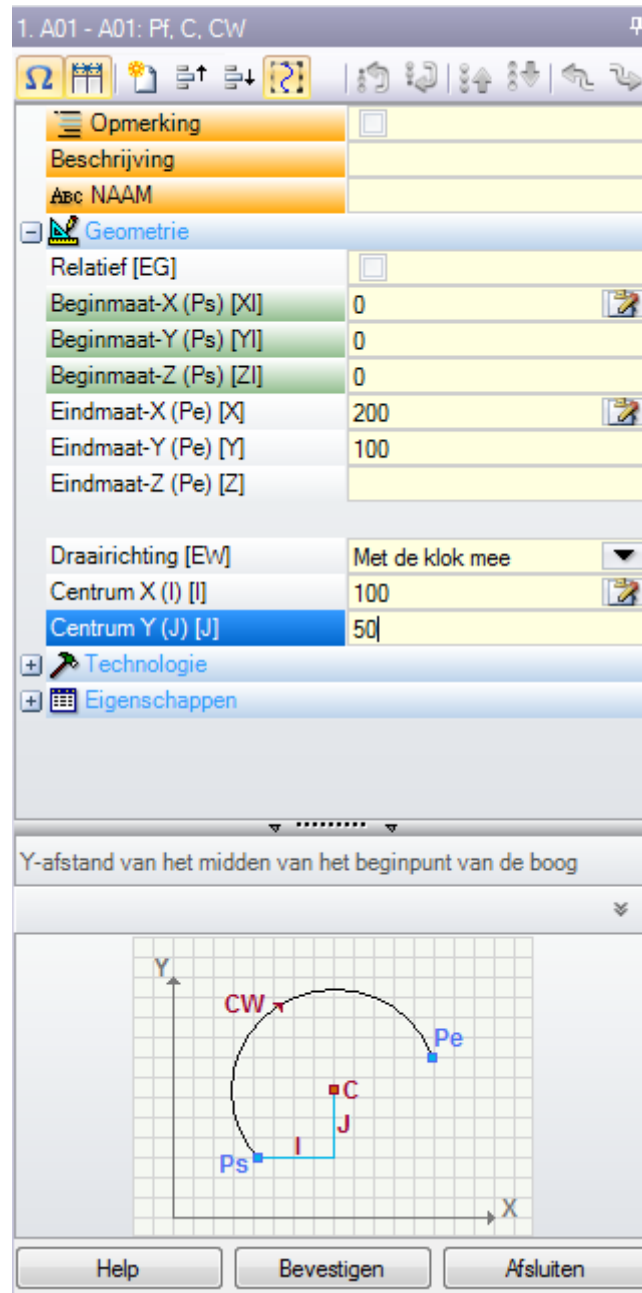 1. A01 - A01: Pf, C, CW
Opmerking
Beschrijving
ABC NAAM
Geometrie
Relatief [EG]
Beginmaat-X (Ps) [XI] 0
Beginmaat-Y (Ps) [YI] 0
Beginmaat-Z (Ps) [ZI] 0
Eindmaat-X (Pe) [X] 200
Eindmaat-Y (Pe) [Y] 100
Eindmaat-Z (Pe) [Z]
Draairichting [EW] Met de klok mee
Centrum X (I) [I] 100
Centrum Y (J) [J] 50
Technologie
Eigenschappen
Y-afstand van het midden van het beginpunt van de boog
Y
CW
Pe
C
J
I
Ps
X
Help Bevestigen Afsluiten